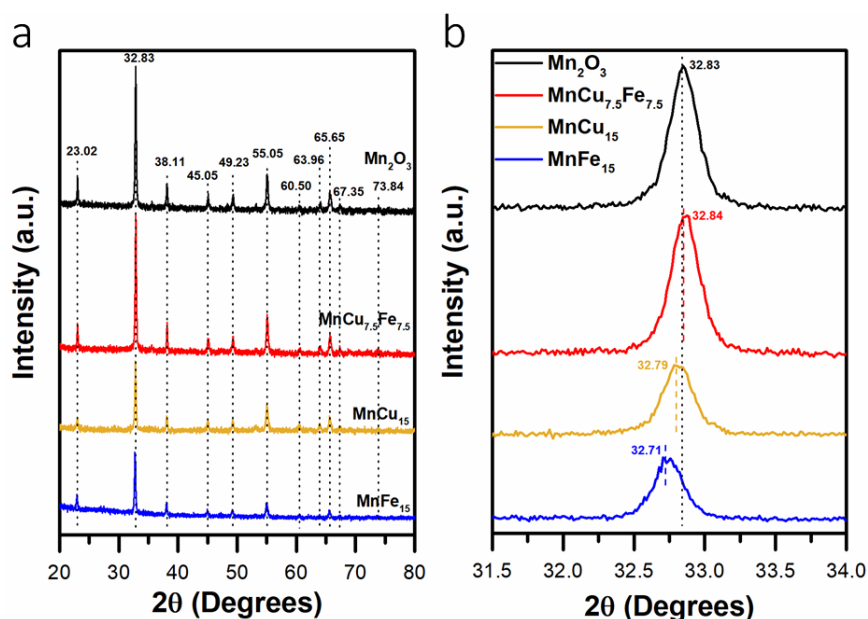 a
32.83
23.02
38.11
45.05
49.23
55.05
60.50
63.96
65.65
67.35
73.84
Mn2O3
MnCu7.5Fe7.5
MnCu15
MnFe15
Intensity (a.u.)
20 30 40 50 60 70 80
2θ (Degrees)
b
Mn2O3
MnCu7.5Fe7.5
MnCu15
MnFe15
32.83
32.84
32.79
32.71
Intensity (a.u.)
31.5 32.0 32.5 33.0 33.5 34.0
2θ (Degrees)